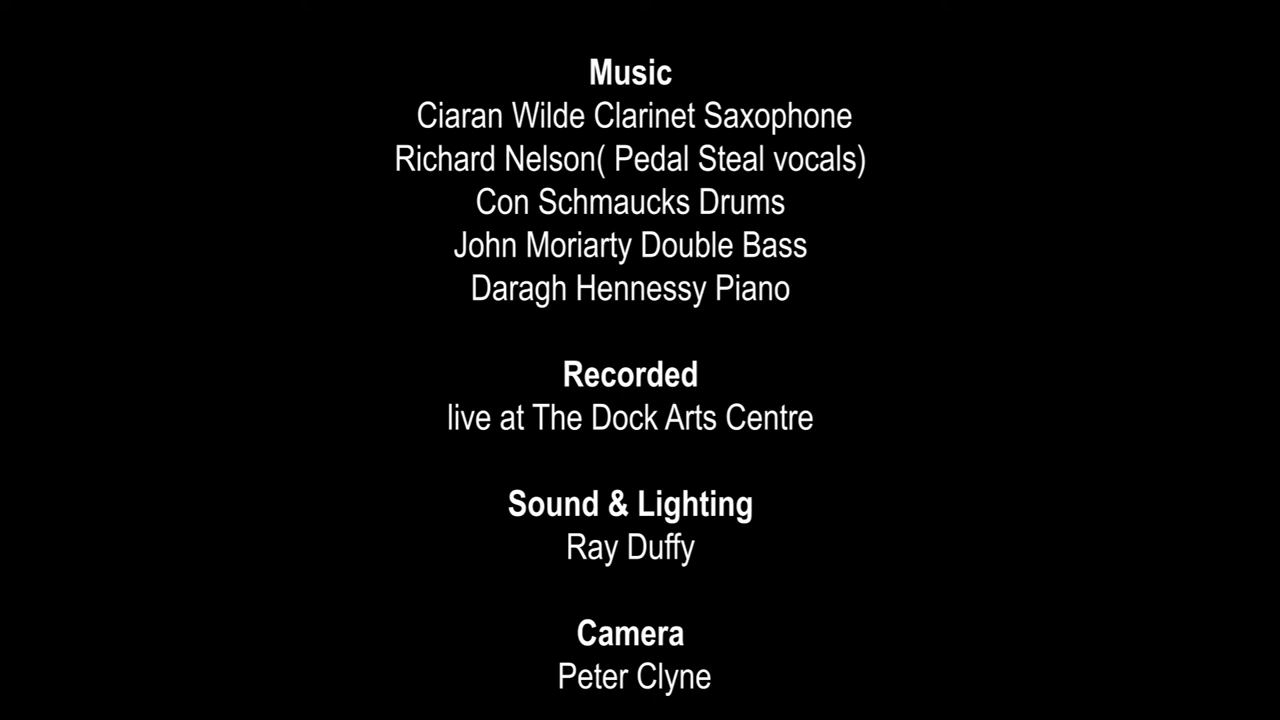 Music
Ciaran Wilde Clarinet Saxophone
Richard Nelson( Pedal Steal vocals)
Con Schmaucks Drums
John Moriarty Double Bass
Daragh Hennessy Piano
Recorded
live at The Dock Arts Centre
Sound & Lighting
Ray Duffy
Camera
Peter Clyne